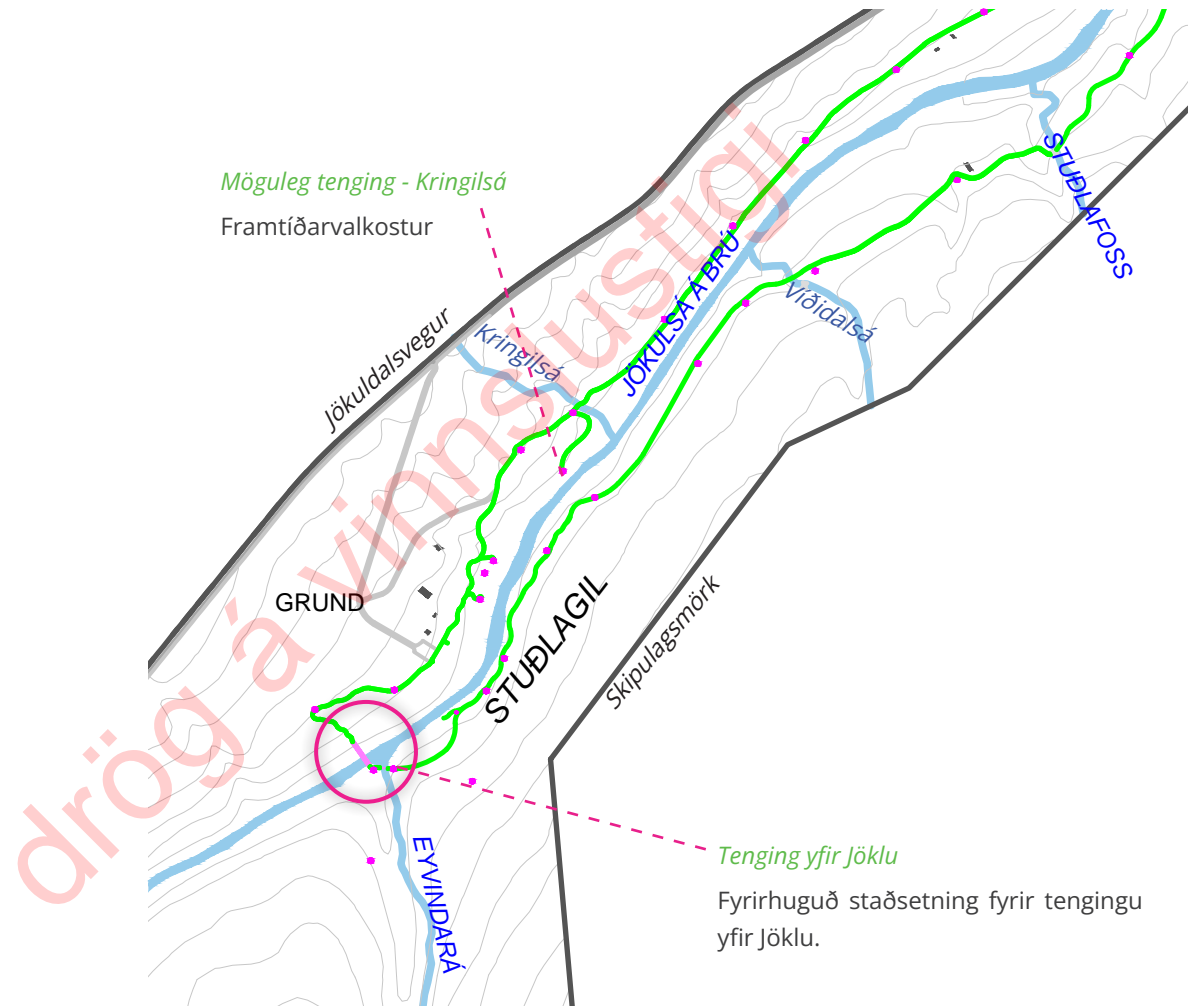 Möguleg tenging - Kringilsá
Framtíðarvalkostur
STUÐLAFOSS
JÖKULSÁ Á BRÚ
Víðidalsá
Kringilsá
Jökuldalsvegur
GRUND
STUÐLAGIL
Skipulagsmörk
EYVINDARÁ
Tenging yfir Jöklu
Fyrirhuguð staðsetning fyrir tengingu
yfir Jöklu.
drög á vinnslustigi